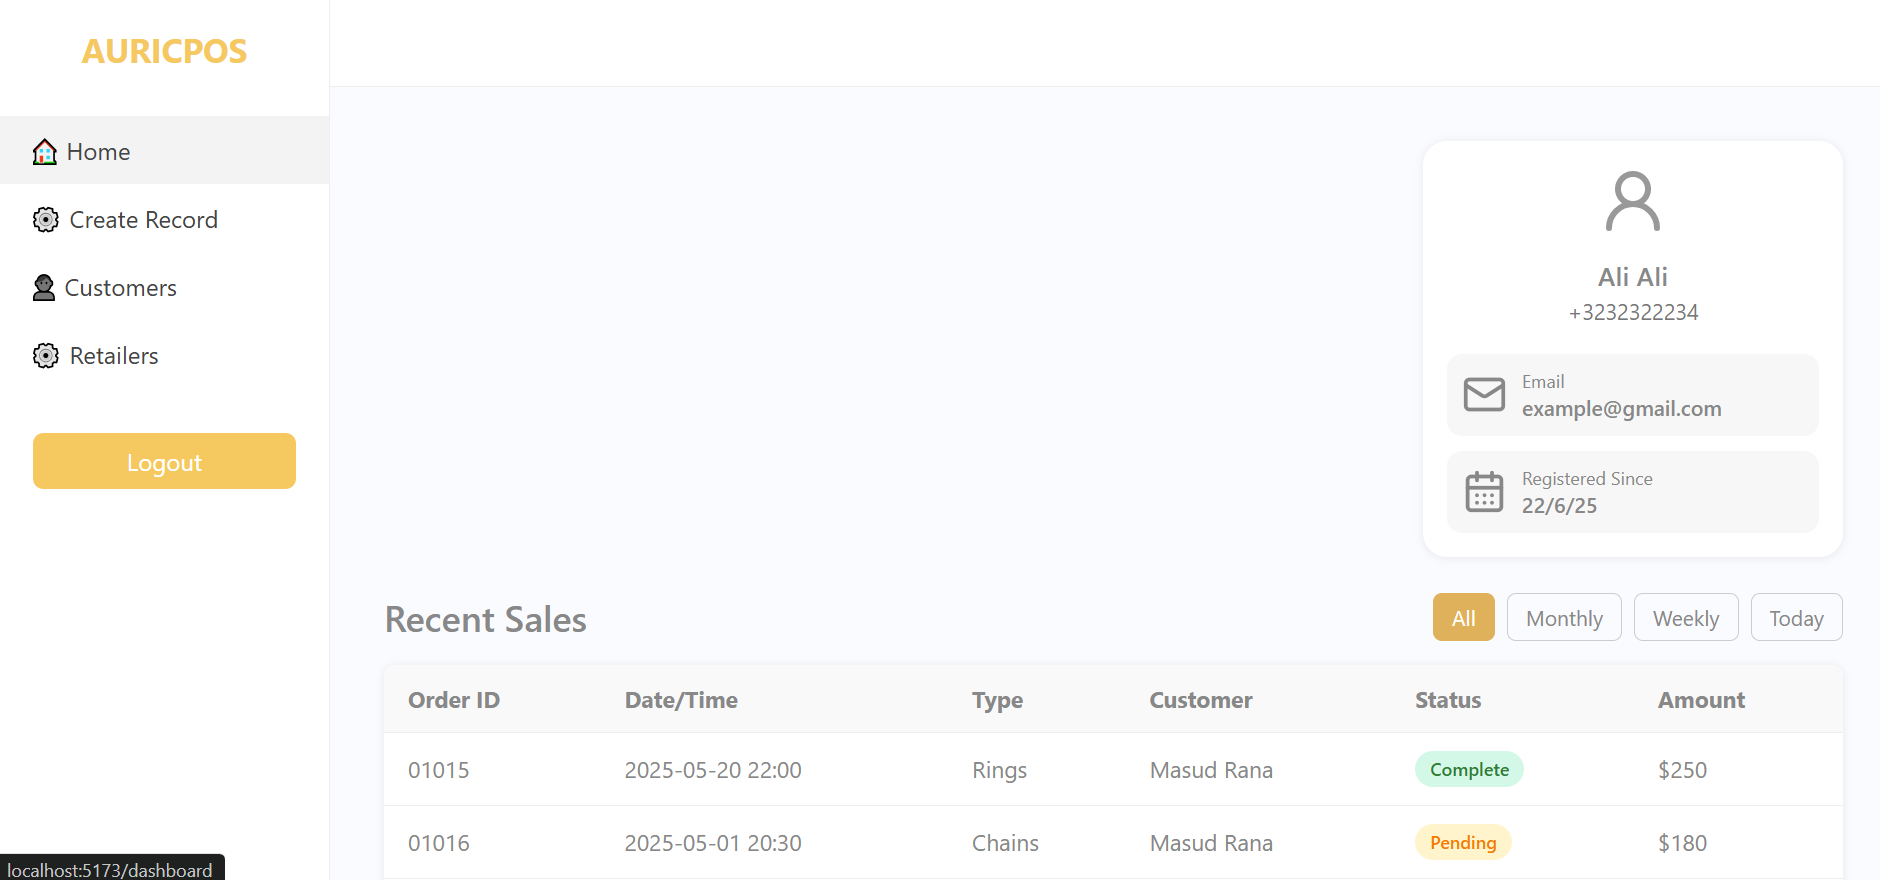 AURICPOS
Home
Create Record
Customers
Retailers
Logout
Ali Ali
+3232322234
Email
example@gmail.com
Registered Since
22/6/25
Recent Sales
All Monthly Weekly Today
Order ID Date/Time Type Customer Status Amount
01015 2025-05-20 22:00 Rings Masud Rana Complete $250
01016 2025-05-01 20:30 Chains Masud Rana Pending $180
localhost:5173/dashboard